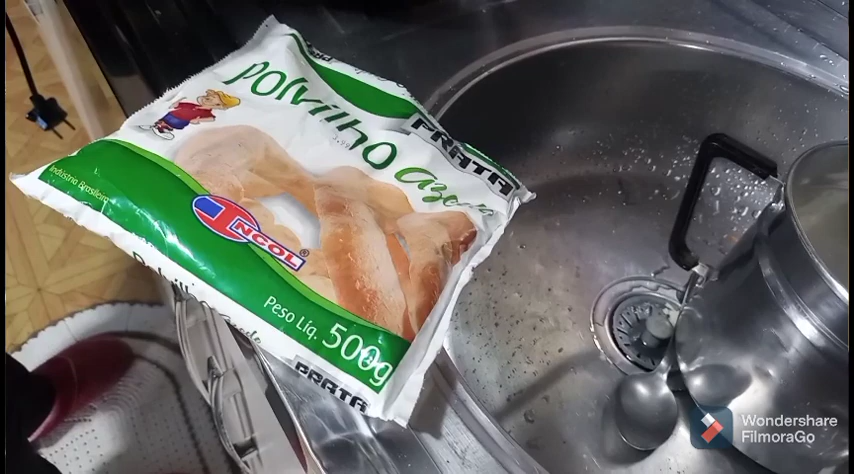 polvilho
azedo
PRATA
Indústria Brasileira
INCOL®
Peso Líq. 500g
PRATA
Wondershare
FilmoraGo